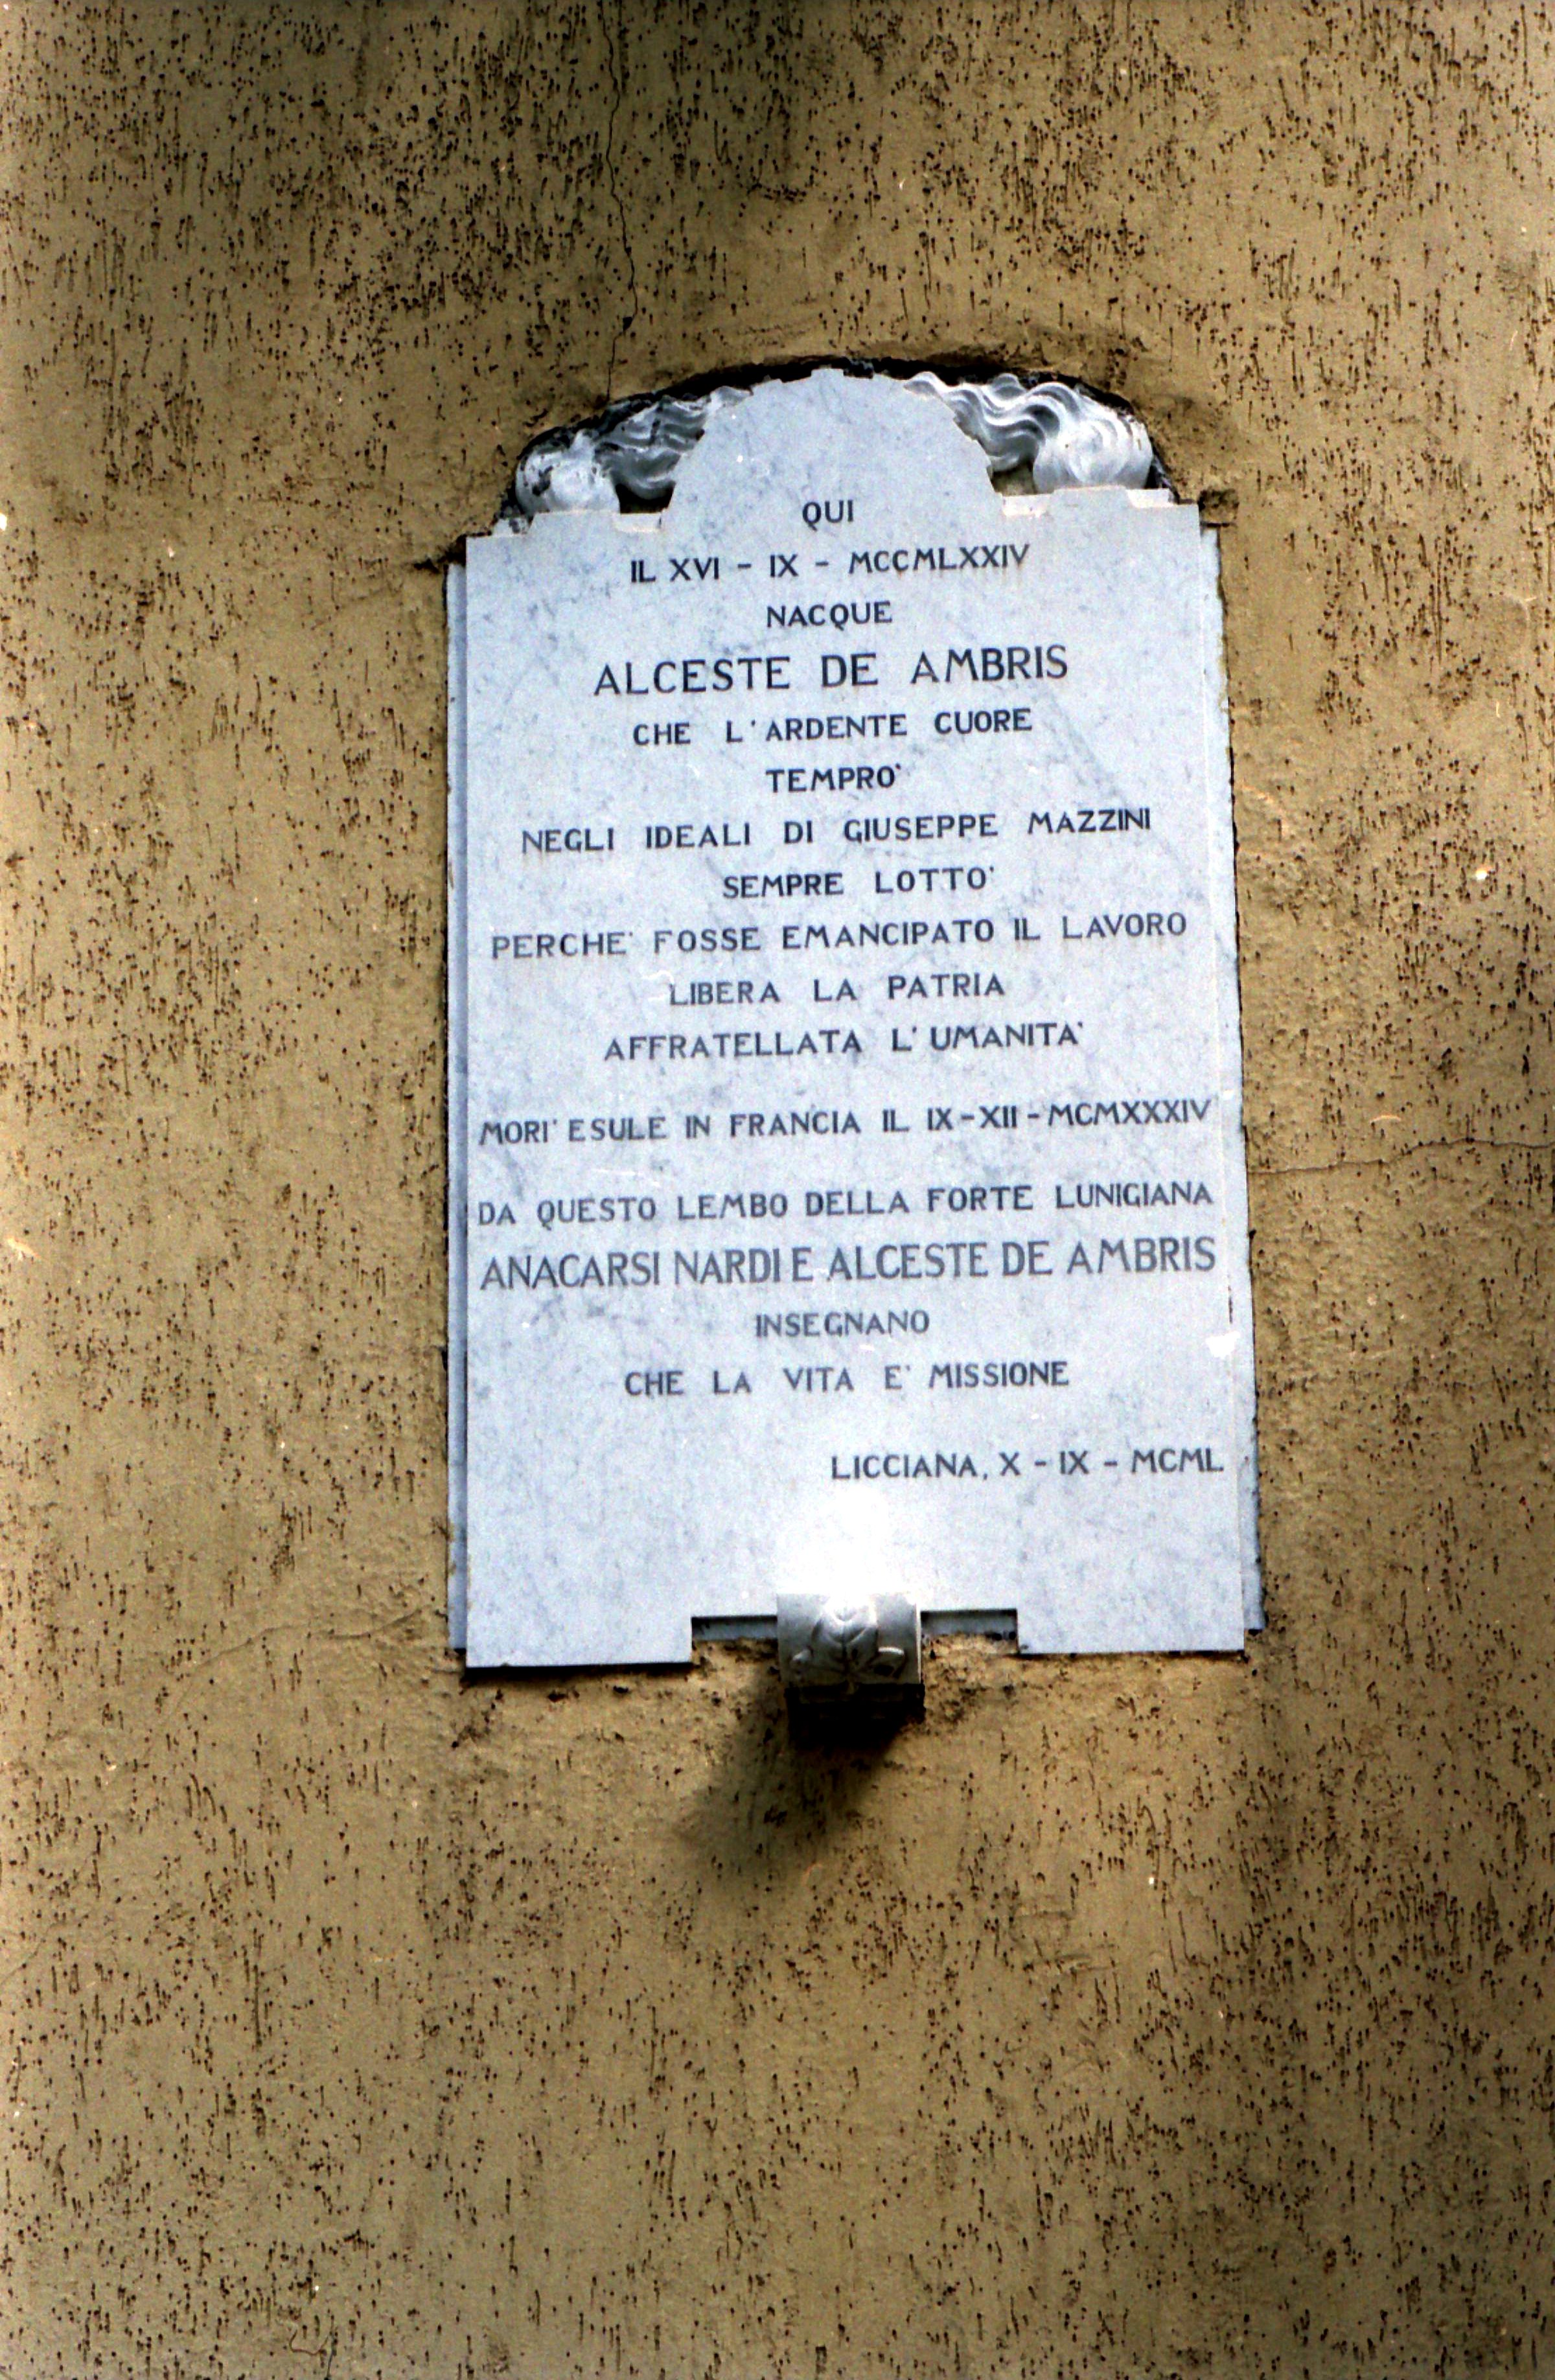 QUI
IL XVI - IX - MCCMLXXIV
NACQUE
ALCESTE DE AMBRIS
CHE L'ARDENTE CUORE
TEMPRO'
NEGLI IDEALI DI GIUSEPPE MAZZINI
SEMPRE LOTTO'
PERCHE' FOSSE EMANCIPATO IL LAVORO
LIBERA LA PATRIA
AFFRATELLATA L'UMANITA'
MORI' ESULE IN FRANCIA IL IX-XII-MCMXXXIV
DA QUESTO LEMBO DELLA FORTE LUNIGIANA
ANACARSI NARDI E ALCESTE DE AMBRIS
INSEGNANO
CHE LA VITA E' MISSIONE
LICCIANA, X - IX - MCML